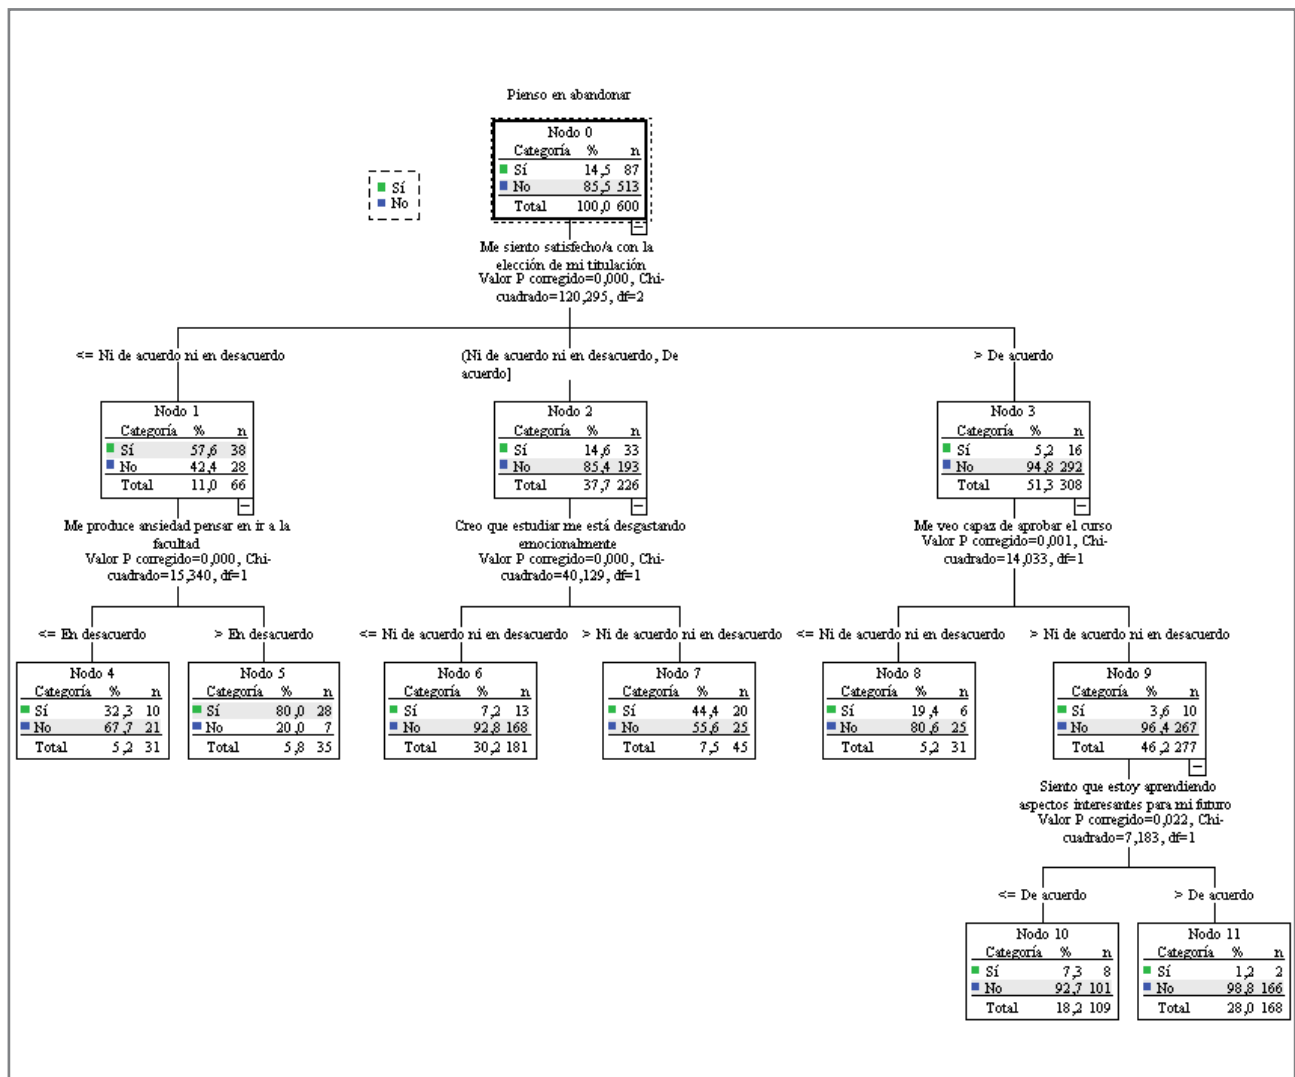 Pienso en abandonar
Nodo 0
Categoría % n
Sí 14,5 87
No 85,5 513
Total 100,0 600
Sí
No
Me siento satisfecho/a con la
elección de mi titulación
Valor P corregido=0,000, Chi-
cuadrado=120,295, df=2
<= Ni de acuerdo ni en desacuerdo
(Ni de acuerdo ni en desacuerdo, De
acuerdo]
> De acuerdo
Nodo 1
Categoría % n
Sí 57,6 38
No 42,4 28
Total 11,0 66
Nodo 2
Categoría % n
Sí 14,6 33
No 85,4 193
Total 37,7 226
Nodo 3
Categoría % n
Sí 5,2 16
No 94,8 292
Total 51,3 308
Me produce ansiedad pensar en ir a la
facultad
Valor P corregido=0,000, Chi-
cuadrado=15,340, df=1
Creo que estudiar me está desgastando
emocionalmente
Valor P corregido=0,000, Chi-
cuadrado=40,129, df=1
Me veo capaz de aprobar el curso
Valor P corregido=0,001, Chi-
cuadrado=14,033, df=1
<= En desacuerdo
> En desacuerdo
<= Ni de acuerdo ni en desacuerdo
> Ni de acuerdo ni en desacuerdo
<= Ni de acuerdo ni en desacuerdo
> Ni de acuerdo ni en desacuerdo
Nodo 4
Categoría % n
Sí 32,3 10
No 67,7 21
Total 5,2 31
Nodo 5
Categoría % n
Sí 80,0 28
No 20,0 7
Total 5,8 35
Nodo 6
Categoría % n
Sí 7,2 13
No 92,8 168
Total 30,2 181
Nodo 7
Categoría % n
Sí 44,4 20
No 55,6 25
Total 7,5 45
Nodo 8
Categoría % n
Sí 19,4 6
No 80,6 25
Total 5,2 31
Nodo 9
Categoría % n
Sí 3,6 10
No 96,4 267
Total 46,2 277
Siento que estoy aprendiendo
aspectos interesantes para mi futuro
Valor P corregido=0,022, Chi-
cuadrado=7,183, df=1
<= De acuerdo
> De acuerdo
Nodo 10
Categoría % n
Sí 7,3 8
No 92,7 101
Total 18,2 109
Nodo 11
Categoría % n
Sí 1,2 2
No 98,8 166
Total 28,0 168